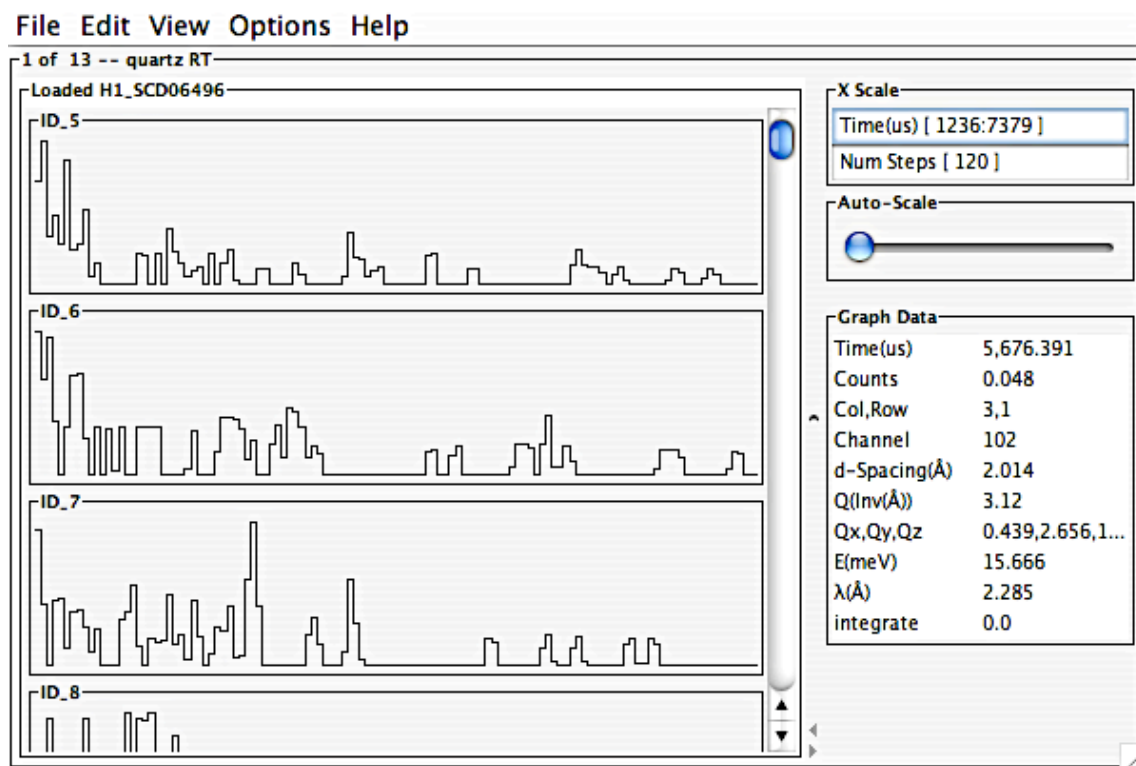 File Edit View Options Help
1 of 13 -- quartz RT
Loaded H1_SCD06496
ID_5
ID_6
ID_7
ID_8
X Scale
Time(us) [ 1236:7379 ]
Num Steps [ 120 ]
Auto-Scale
Graph Data
Time(us) 5,676.391
Counts 0.048
Col,Row 3,1
Channel 102
d-Spacing(Å) 2.014
Q(Inv(Å)) 3.12
Qx,Qy,Qz 0.439,2.656,1...
E(meV) 15.666
λ(Å) 2.285
integrate 0.0